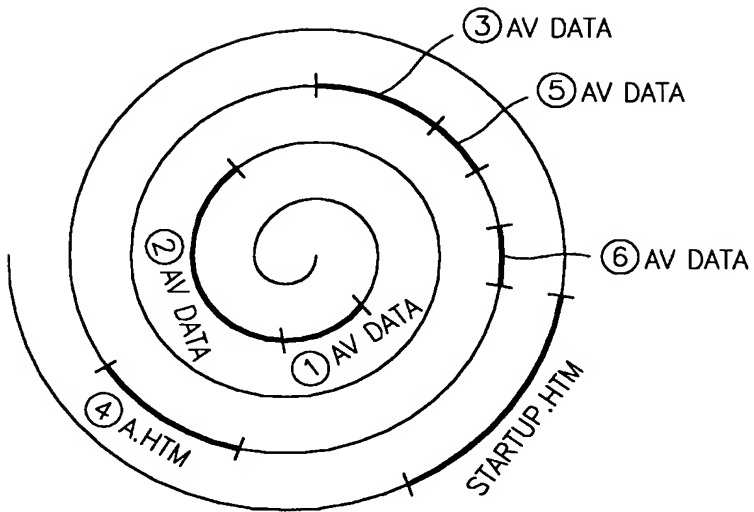 ③ AV DATA
⑤ AV DATA
② AV DATA
⑥ AV DATA
① AV DATA
④ A.HTM
STARTUP.HTM